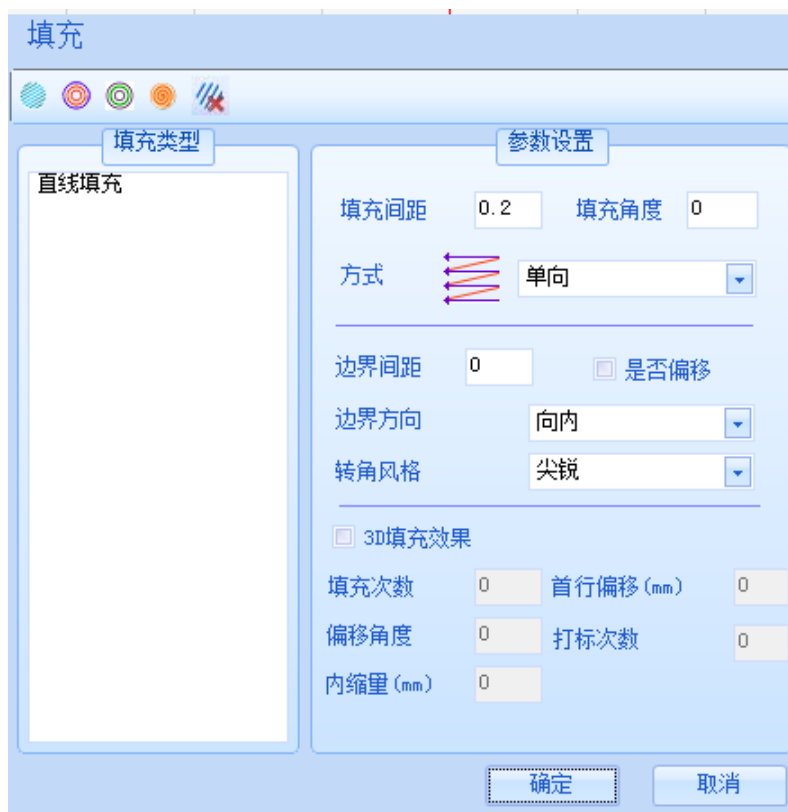 填充
填充类型
直线填充
参数设置
填充间距 0.2 填充角度 0
方式 单向
边界间距 0 是否偏移
边界方向 向内
转角风格 尖锐
3D填充效果
填充次数 0 首行偏移(mm) 0
偏移角度 0 打标次数 0
内缩量(mm) 0
确定 取消